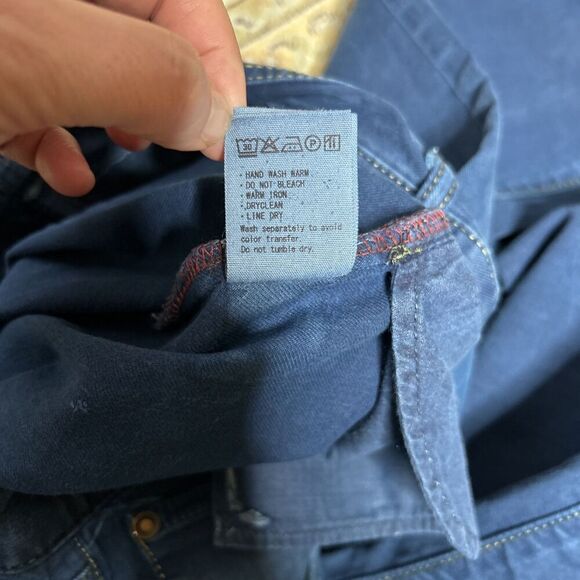 30 P
· HAND WASH WARM
· DO NOT BLEACH
· WARM IRON
· DRYCLEAN
· LINE DRY
Wash separately to avoid
color transfer.
Do not tumble dry.